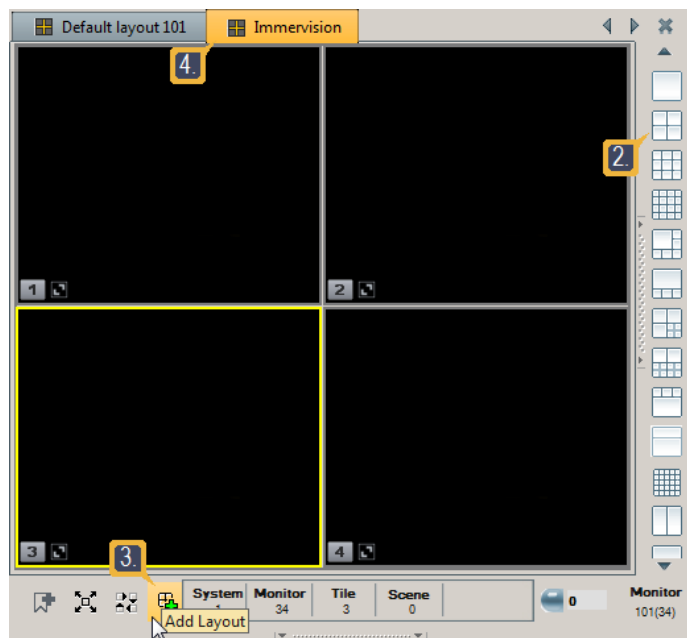 Default layout 101
Immervision
4.
2.
1
2
3
4
3.
System Monitor Tile Scene
34 3 0
0
Monitor
101(34)
Add Layout